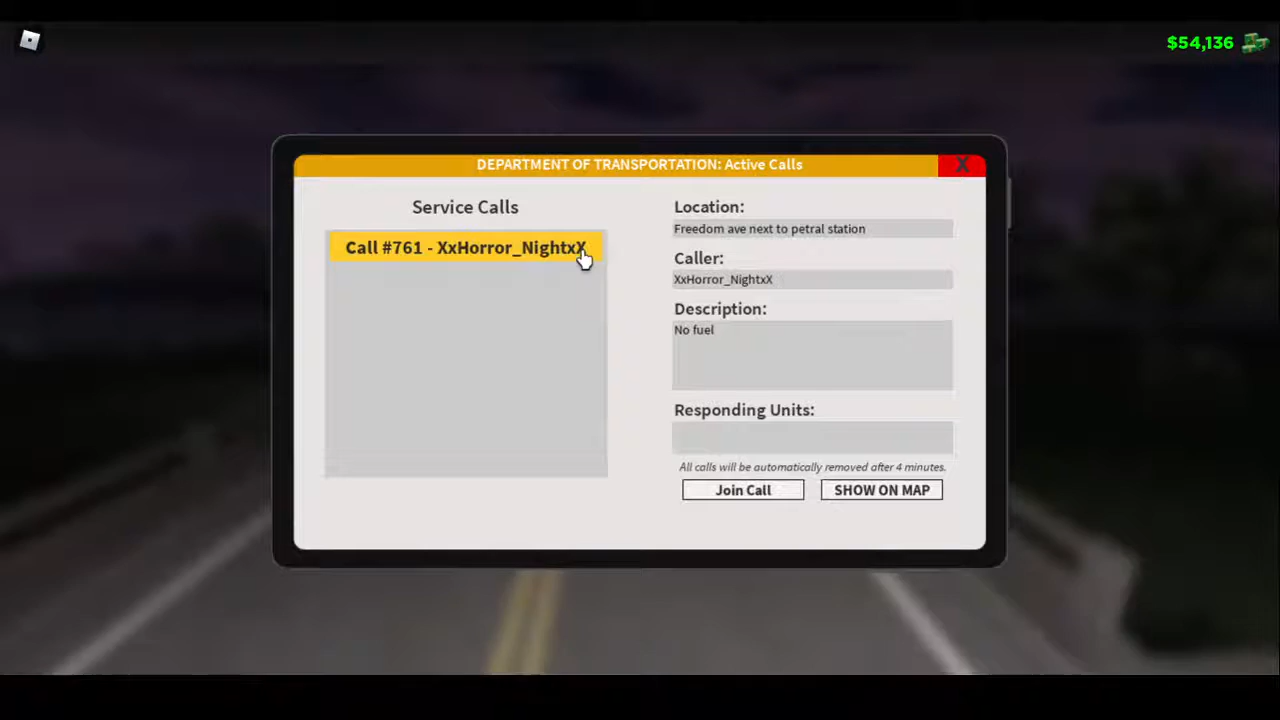 $54,136
DEPARTMENT OF TRANSPORTATION: Active Calls
X
Service Calls
Call #761 - XxHorror_NightxX
Location:
Freedom ave next to petral station
Caller:
XxHorror_NightxX
Description:
No fuel
Responding Units:
All calls will be automatically removed after 4 minutes.
Join Call
SHOW ON MAP